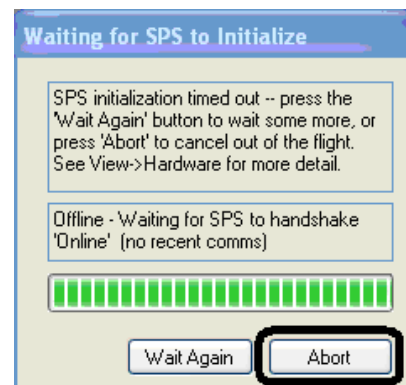 Waiting for SPS to Initialize
SPS initialization timed out -- press the
'Wait Again' button to wait some more, or
press 'Abort' to cancel out of the flight.
See View->Hardware for more detail.
Offline - Waiting for SPS to handshake
'Online' (no recent comms)
Wait Again Abort